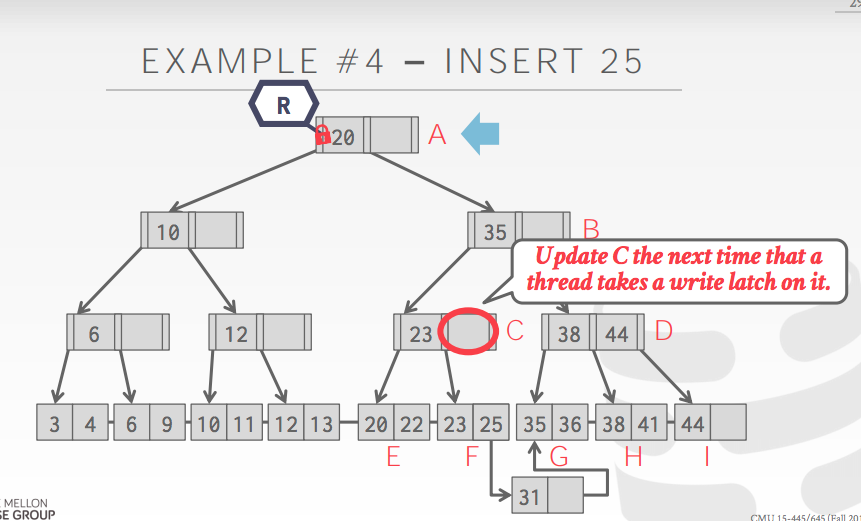 EXAMPLE #4 – INSERT 25
R
20 A
10 35 B
Update C the next time that a
thread takes a write latch on it.
6 12 23 C 38 44 D
3 4 6 9 10 11 12 13 20 22 23 25 35 36 38 41 44
E F G H I
31
MELLON
SE GROUP
CMU 15-445/645 (Fall 20